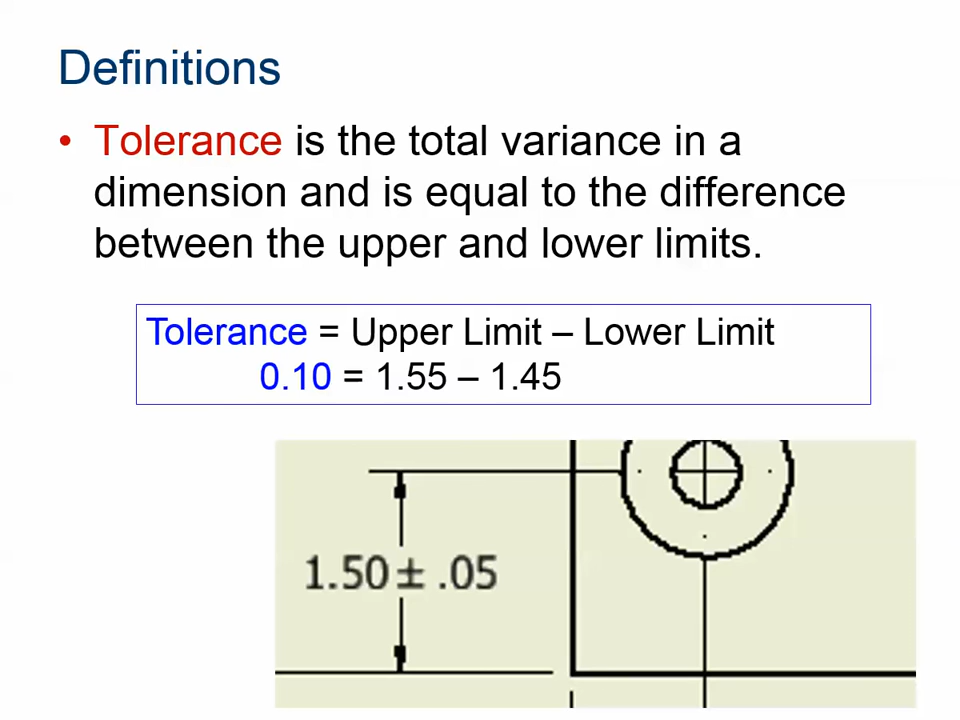 Definitions
• Tolerance is the total variance in a
dimension and is equal to the difference
between the upper and lower limits.
Tolerance = Upper Limit – Lower Limit
0.10 = 1.55 – 1.45
1.50 ± .05